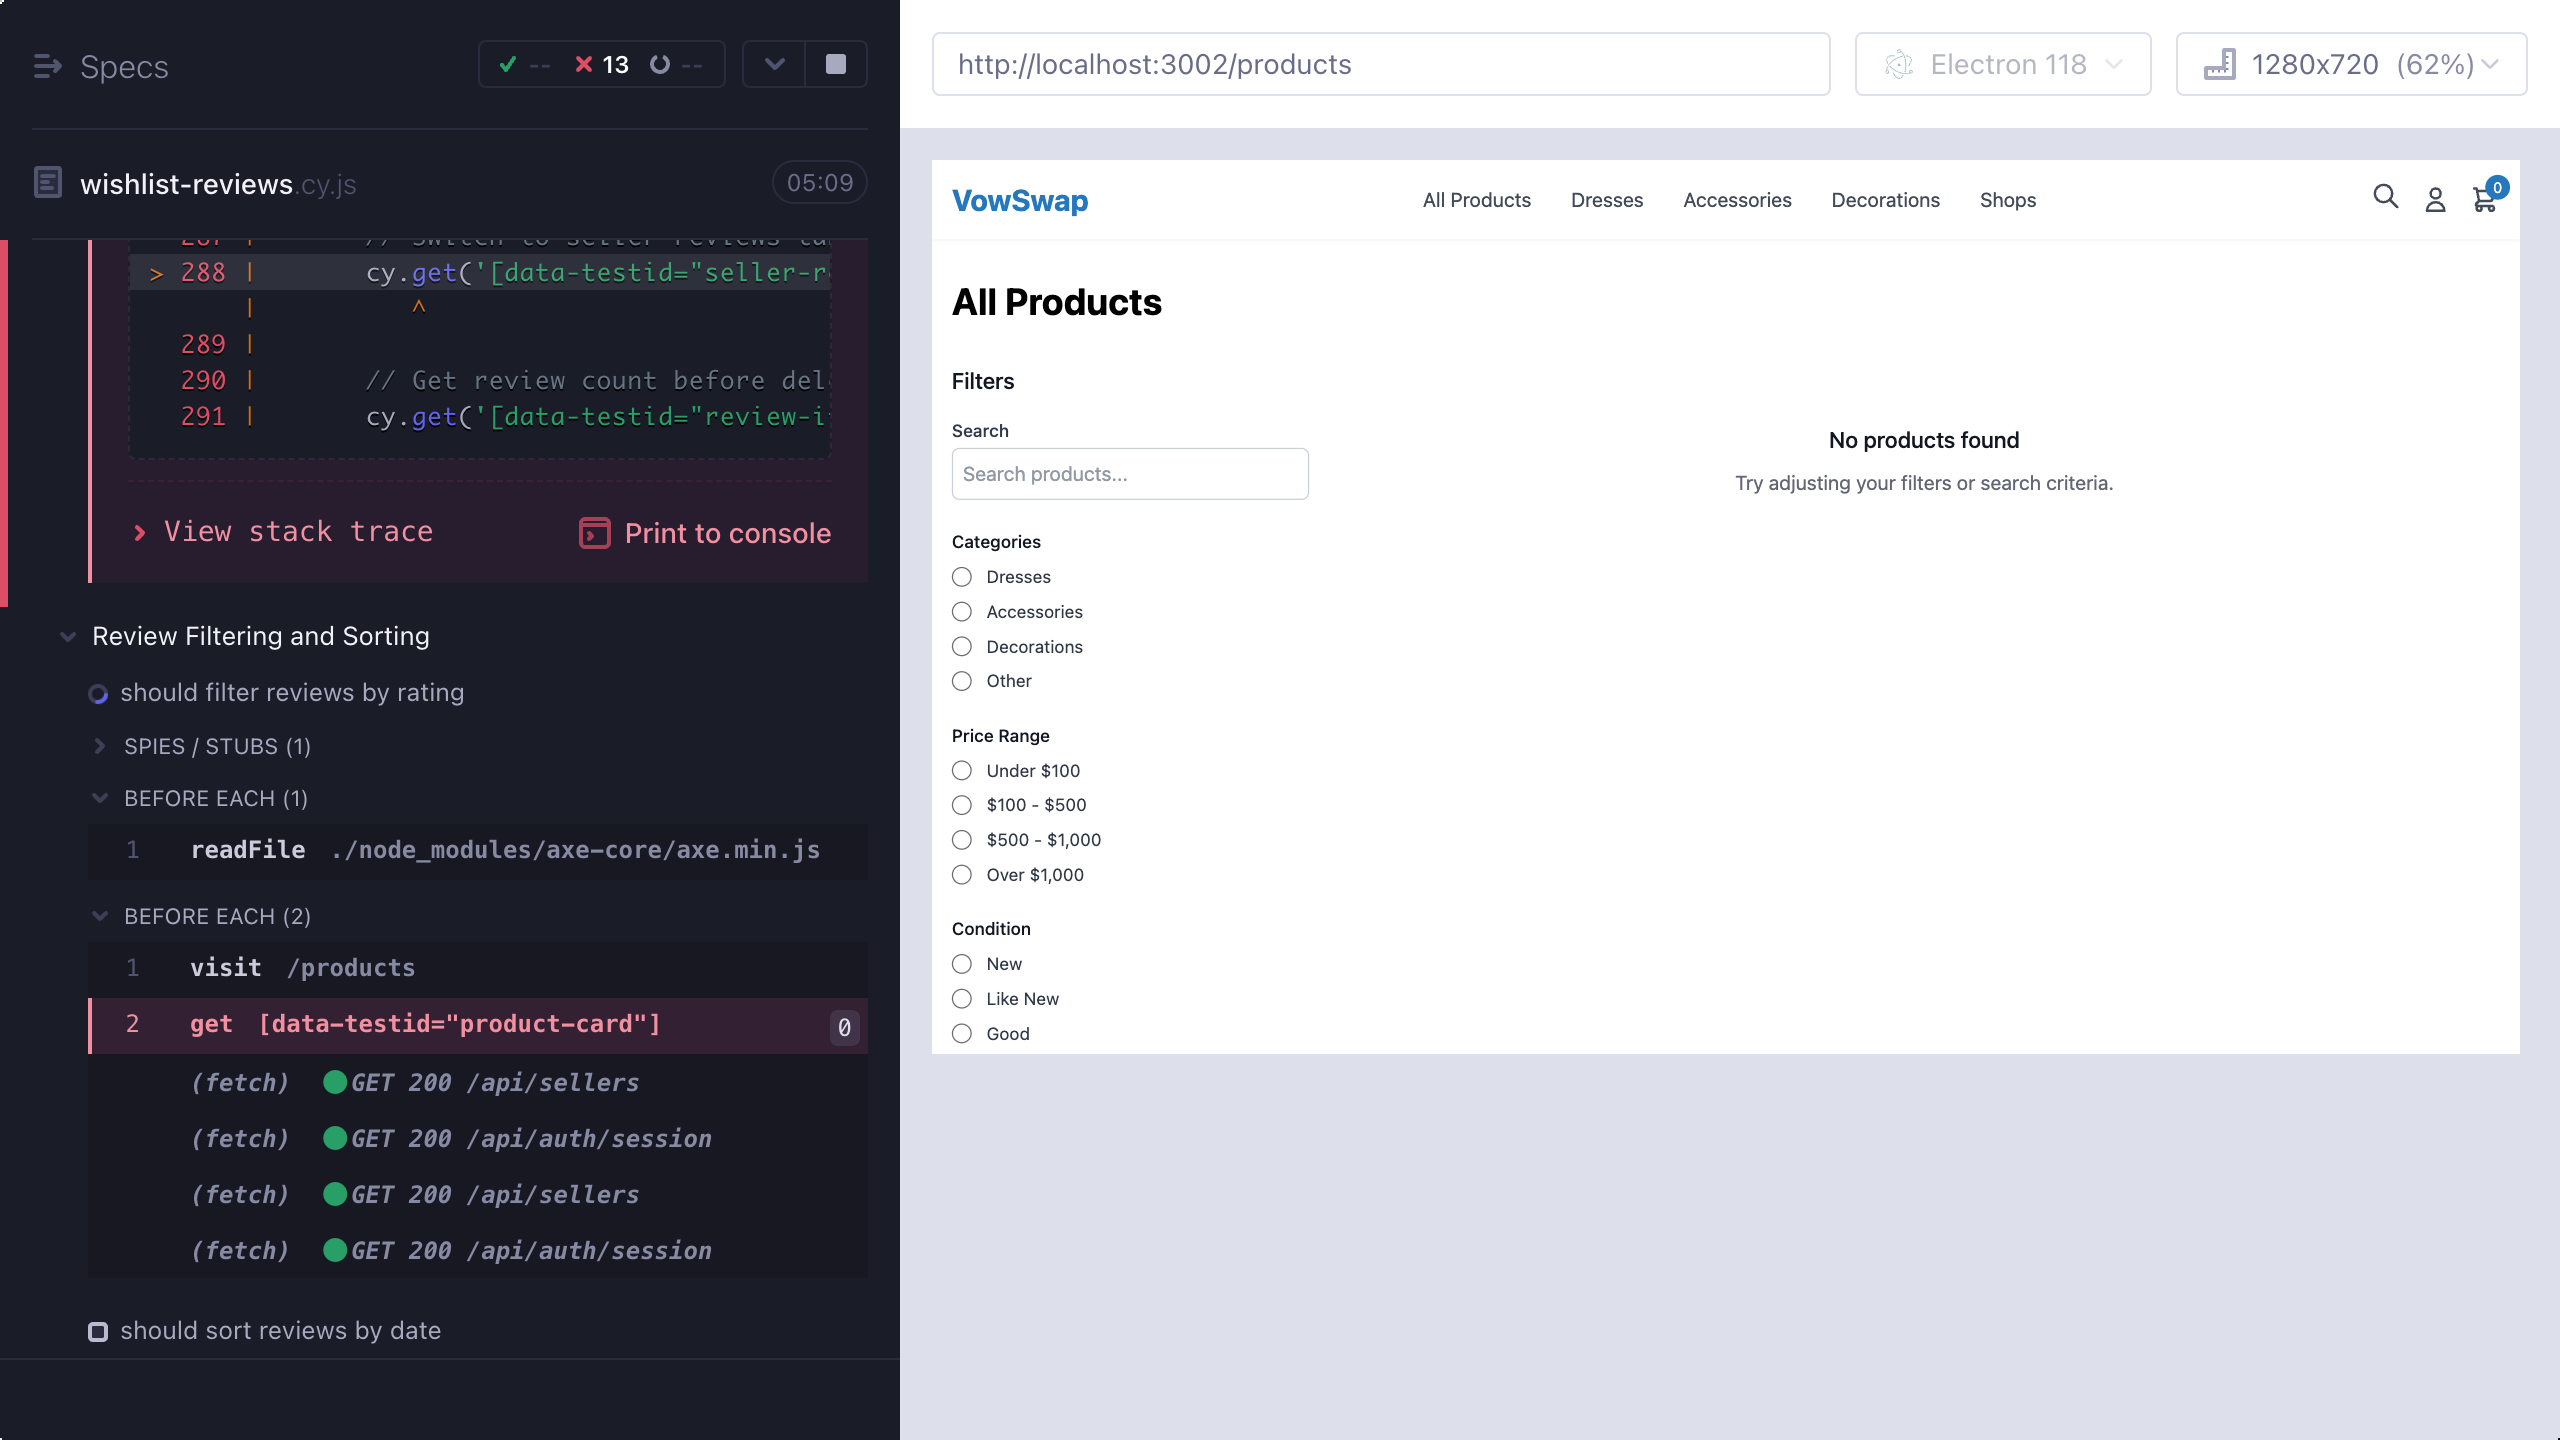 Specs
--
13
--
wishlist-reviews.cy.js
05:09
> 288 | cy.get('[data-testid="seller-r
| ^
289 |
290 | // Get review count before del
291 | cy.get('[data-testid="review-i
View stack trace
Print to console
Review Filtering and Sorting
should filter reviews by rating
SPIES / STUBS (1)
BEFORE EACH (1)
1 readFile ./node_modules/axe-core/axe.min.js
BEFORE EACH (2)
1 visit /products
2 get [data-testid="product-card"] 0
(fetch) GET 200 /api/sellers
(fetch) GET 200 /api/auth/session
(fetch) GET 200 /api/sellers
(fetch) GET 200 /api/auth/session
should sort reviews by date
http://localhost:3002/products
Electron 118
1280x720 (62%)
VowSwap
All Products
Dresses
Accessories
Decorations
Shops
0
All Products
Filters
Search
Search products...
Categories
Dresses
Accessories
Decorations
Other
Price Range
Under $100
$100 - $500
$500 - $1,000
Over $1,000
Condition
New
Like New
Good
No products found
Try adjusting your filters or search criteria.